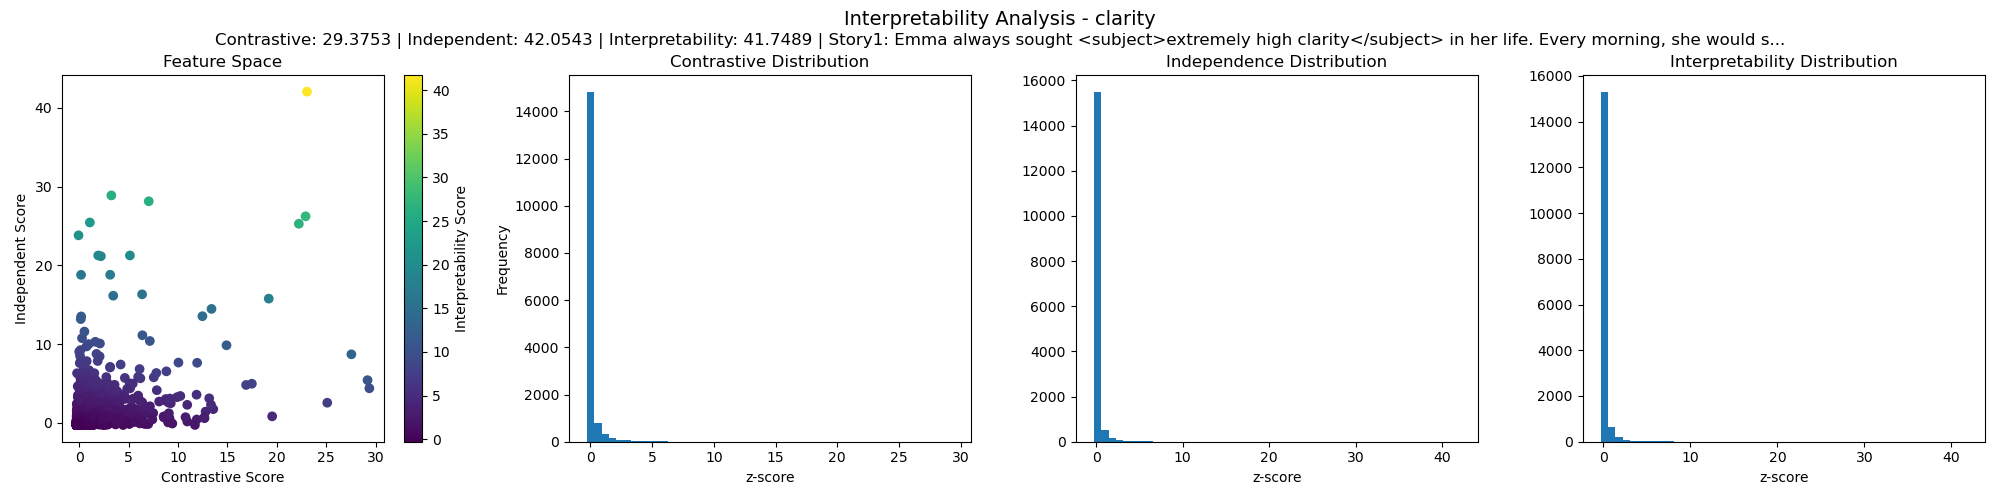 Interpretability Analysis - clarity
Contrastive: 29.3753 | Independent: 42.0543 | Interpretability: 41.7489 | Story1: Emma always sought <subject>extremely high clarity</subject> in her life. Every morning, she would s...
Feature Space
Independent Score
40
30
20
10
0
0 5 10 15 20 25 30
Contrastive Score
40
35
30
25
20
15
10
5
0
Interpretability Score
Contrastive Distribution
Frequency
14000
12000
10000
8000
6000
4000
2000
0
0 5 10 15 20 25 30
z-score
Independence Distribution
16000
14000
12000
10000
8000
6000
4000
2000
0
0 10 20 30 40
z-score
Interpretability Distribution
16000
14000
12000
10000
8000
6000
4000
2000
0
0 10 20 30 40
z-score